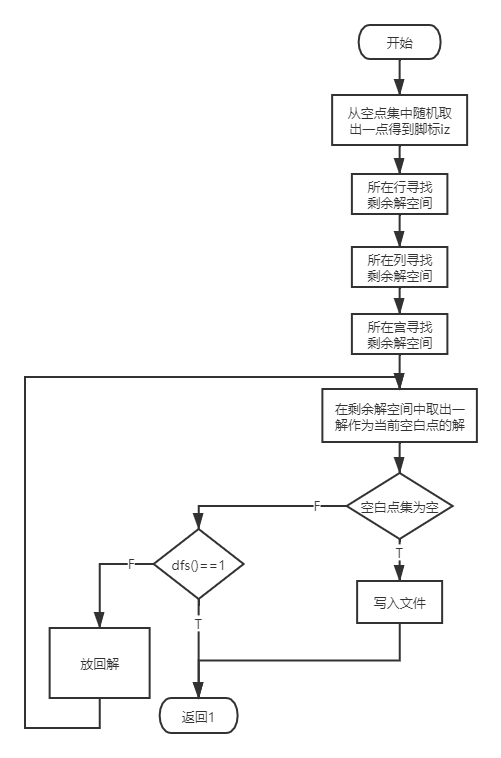 开始
从空点集中随机取
出一点得到脚标iz
所在行寻找
剩余解空间
所在列寻找
剩余解空间
所在宫寻找
剩余解空间
在剩余解空间中取出一
解作为当前空白点的解
空白点集为空
F
T
dfs()==1
F
T
写入文件
放回解
返回1